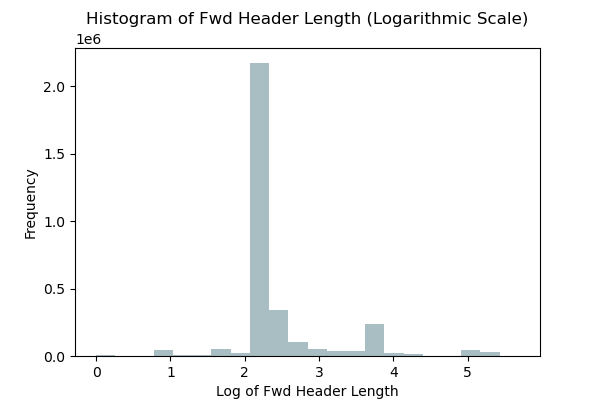 Histogram of Fwd Header Length (Logarithmic Scale)
1e6
2.0
1.5
1.0
0.5
0.0
Frequency
0 1 2 3 4 5
Log of Fwd Header Length